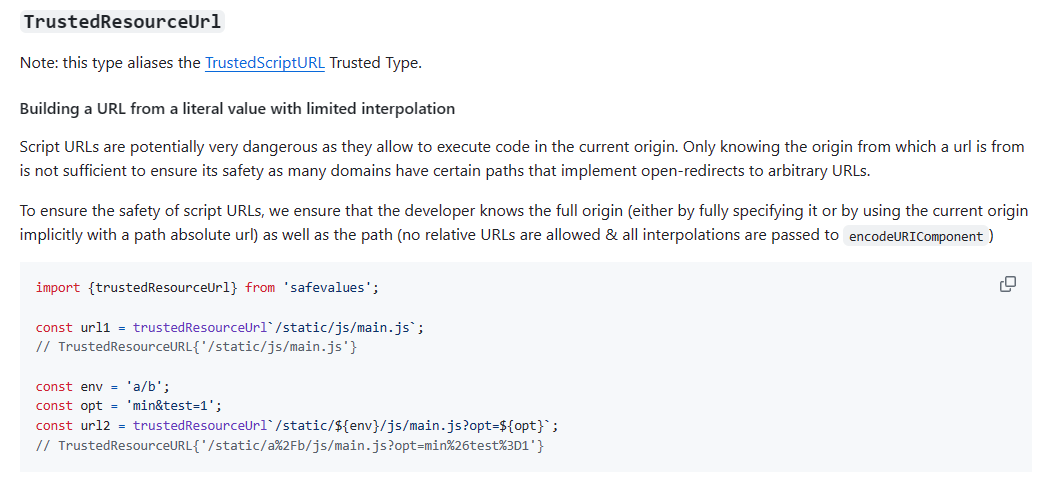 TrustedResourceUrl
Note: this type aliases the TrustedScriptURL Trusted Type.
Building a URL from a literal value with limited interpolation
Script URLs are potentially very dangerous as they allow to execute code in the current origin. Only knowing the origin from which a url is from
is not sufficient to ensure its safety as many domains have certain paths that implement open-redirects to arbitrary URLs.
To ensure the safety of script URLs, we ensure that the developer knows the full origin (either by fully specifying it or by using the current origin
implicitly with a path absolute url) as well as the path (no relative URLs are allowed & all interpolations are passed to encodeURIComponent )
import {trustedResourceUrl} from 'safevalues';
const url1 = trustedResourceUrl`/static/js/main.js`;
// TrustedResourceURL{'/static/js/main.js'}
const env = 'a/b';
const opt = 'min&test=1';
const url2 = trustedResourceUrl`/static/${env}/js/main.js?opt=${opt}`;
// TrustedResourceURL{'/static/a%2Fb/js/main.js?opt=min%26test%3D1'}